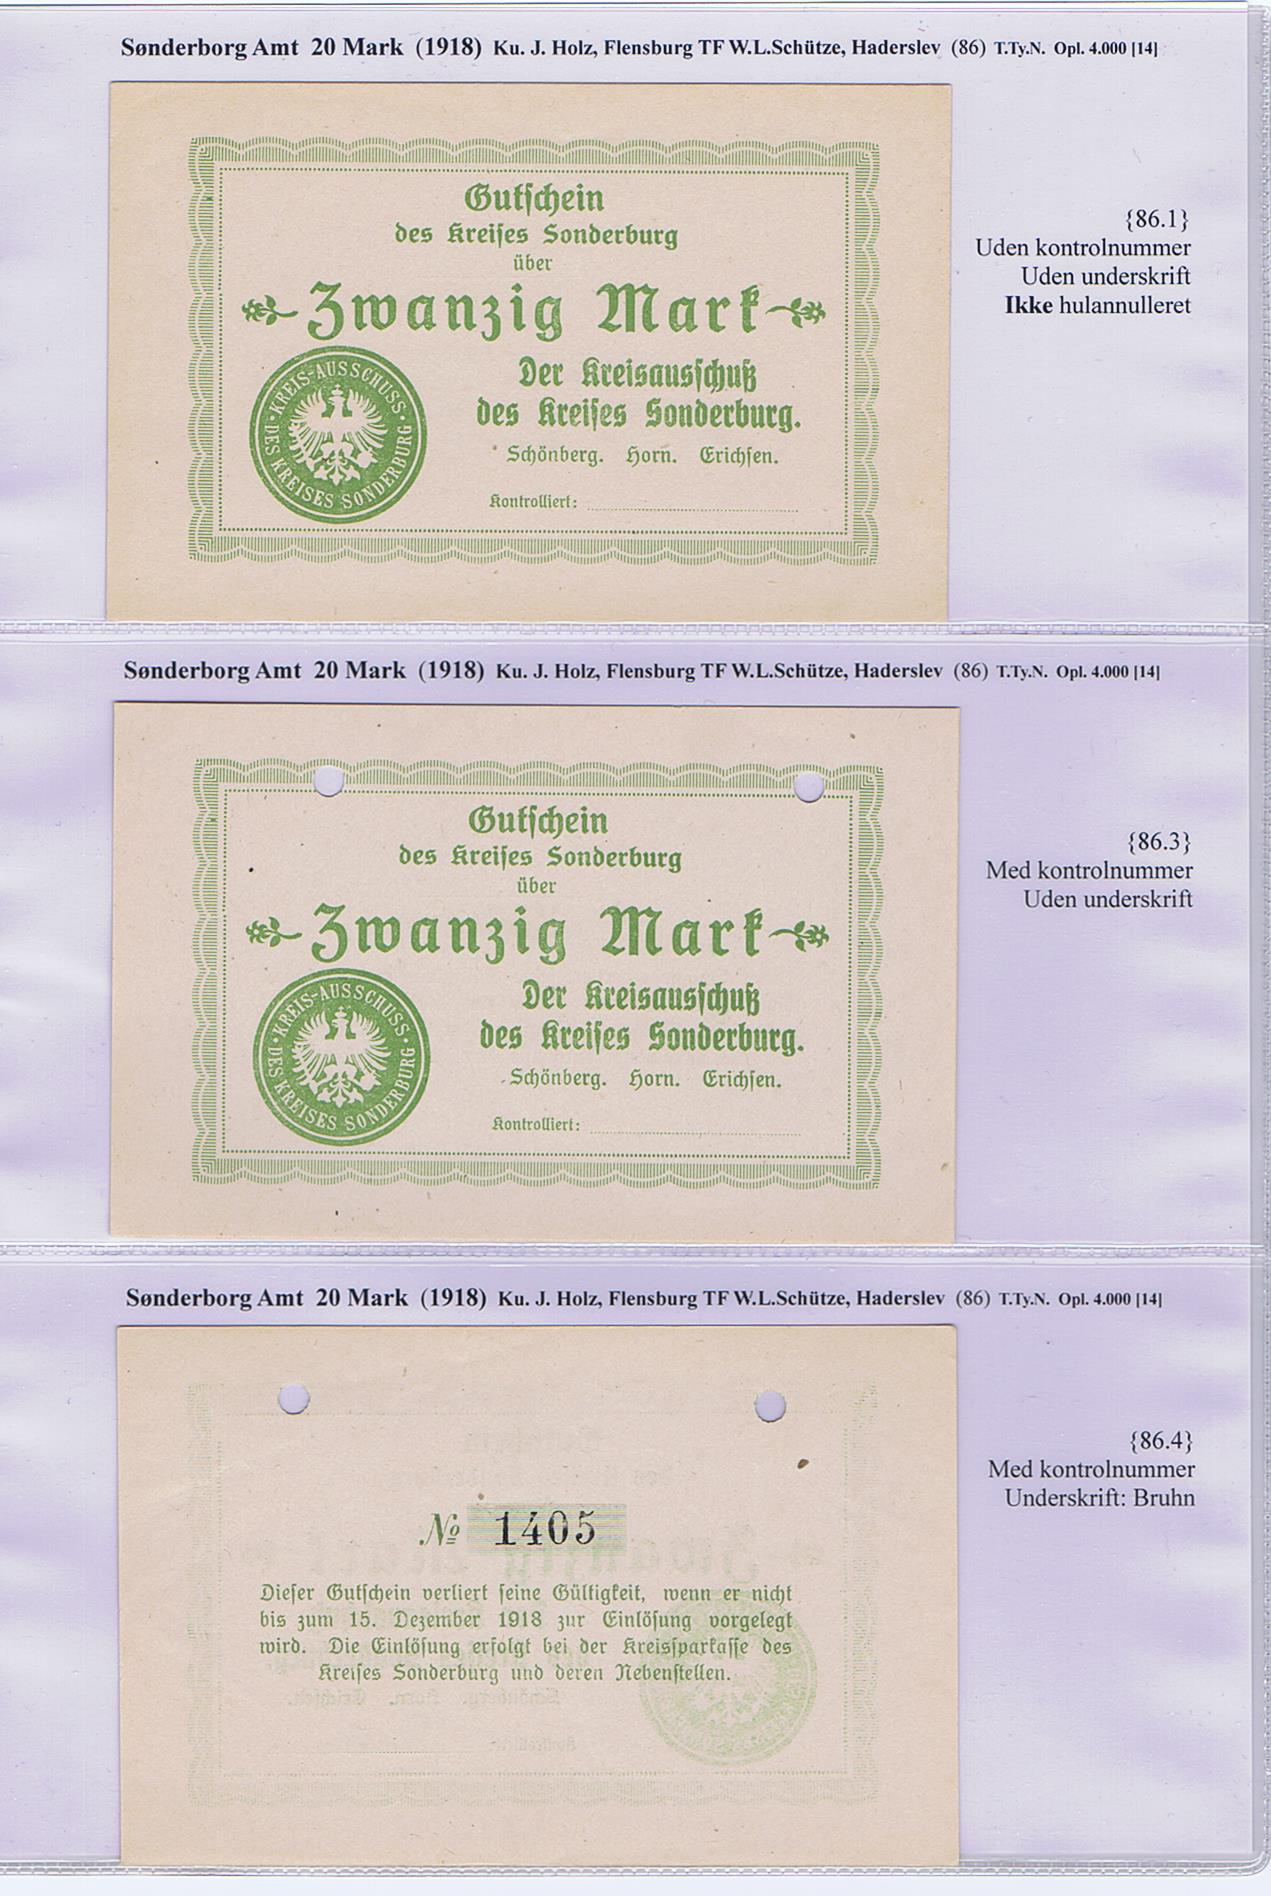 Sønderborg Amt 20 Mark (1918) Ku. J. Holz, Flensburg TF W.L.Schütze, Haderslev (86) T.Ty.N. Opl. 4.000 [14]
Gutschein
des Kreises Sonderburg
über
Zwanzig Mark
Der Kreisausschuß
des Kreises Sonderburg.
Schönberg. Horn. Erichsen.
Kontrolliert:
KREIS-AUSSCHUSS
DES KREISES SONDERBURG
{86.1}
Uden kontrolnummer
Uden underskrift
Ikke hulannulleret
Sønderborg Amt 20 Mark (1918) Ku. J. Holz, Flensburg TF W.L.Schütze, Haderslev (86) T.Ty.N. Opl. 4.000 [14]
Gutschein
des Kreises Sonderburg
über
Zwanzig Mark
Der Kreisausschuß
des Kreises Sonderburg.
Schönberg. Horn. Erichsen.
Kontrolliert:
KREIS-AUSSCHUSS
DES KREISES SONDERBURG
{86.3}
Med kontrolnummer
Uden underskrift
Sønderborg Amt 20 Mark (1918) Ku. J. Holz, Flensburg TF W.L.Schütze, Haderslev (86) T.Ty.N. Opl. 4.000 [14]
№ 1405
Dieser Gutschein verliert seine Gültigkeit, wenn er nicht
bis zum 15. Dezember 1918 zur Einlösung vorgelegt
wird. Die Einlösung erfolgt bei der Kreissparkasse des
Kreises Sonderburg und deren Nebenstellen.
{86.4}
Med kontrolnummer
Underskrift: Bruhn